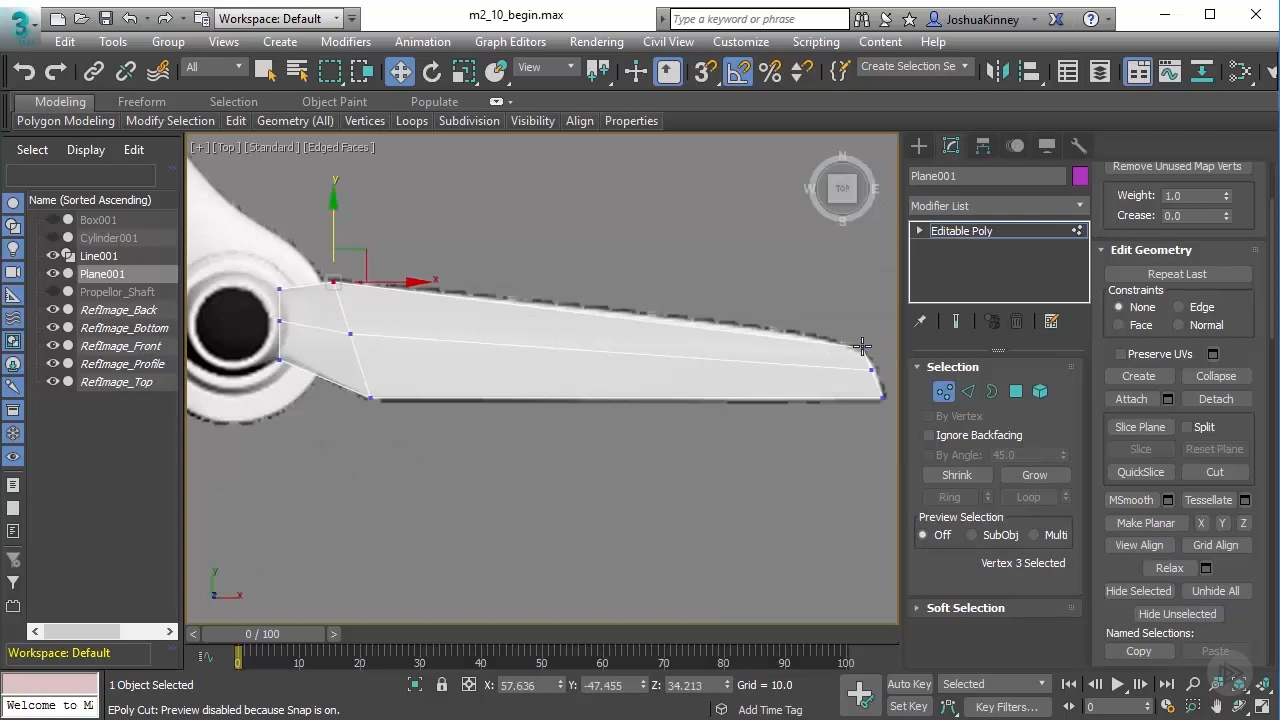 3
Workspace: Default
m2_10_begin.max
Type a keyword or phrase
JoshuaKinney
Edit Tools Group Views Create Modifiers Animation Graph Editors Rendering Civil View Customize Scripting Content Help
All View 3 Create Selection Se
Modeling Freeform Selection Object Paint Populate
Polygon Modeling Modify Selection Edit Geometry (All) Vertices Loops Subdivision Visibility Align Properties
Select Display Edit
Name (Sorted Ascending)
Box001
Cylinder001
Line001
Plane001
Propellor_Shaft
RefImage_Back
RefImage_Bottom
RefImage_Front
RefImage_Profile
RefImage_Top
Workspace: Default
[+] [Top] [Standard] [Edged Faces]
y
x
N
W TOP E
S
y
x
z
0 / 100
0 10 20 30 40 50 60 70 80 90 100
Plane001
Modifier List
Editable Poly
Selection
By Vertex
Ignore Backfacing
By Angle: 45.0
Shrink Grow
Ring Loop
Preview Selection
Off SubObj Multi
Vertex 3 Selected
Soft Selection
Remove Unused Map Verts
Weight: 1.0
Crease: 0.0
Edit Geometry
Repeat Last
Constraints
None Edge
Face Normal
Preserve UVs
Create Collapse
Attach Detach
Slice Plane Split
Slice Reset Plane
QuickSlice Cut
MSmooth Tessellate
Make Planar X Y Z
View Align Grid Align
Relax
Hide Selected Unhide All
Hide Unselected
Named Selections:
Copy Paste
Welcome to M
1 Object Selected
EPoly Cut: Preview disabled because Snap is on.
X: 57.636 Y: -47.455 Z: 34.213 Grid = 10.0
Add Time Tag
Auto Key Selected
Set Key Key Filters...
0